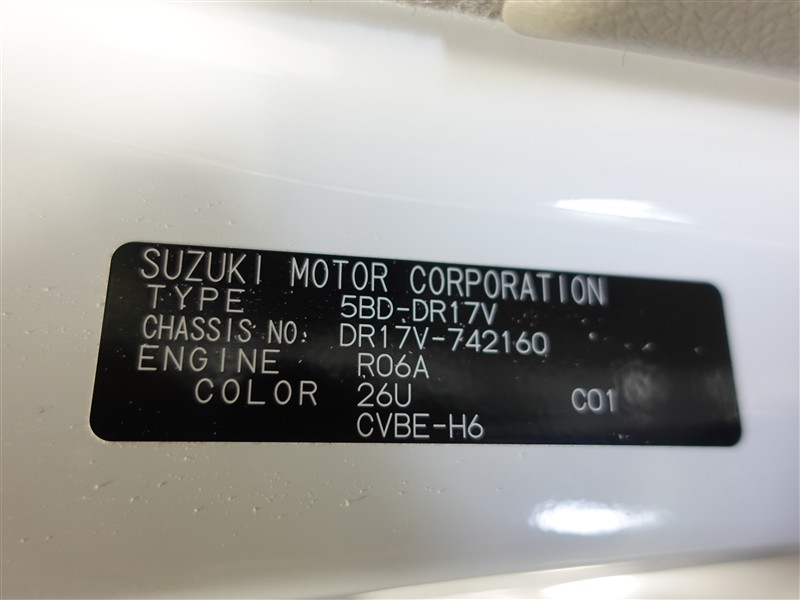 SUZUKI MOTOR CORPORATION
TYPE 5BD-DR17V
CHASSIS NO. DR17V-742160
ENGINE R06A
COLOR 26U C01
CVBE-H6